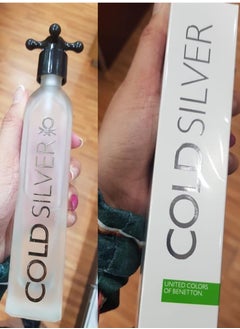 COLD SILVER
COLD SILVER
UNITED COLORS
OF BENETTON.